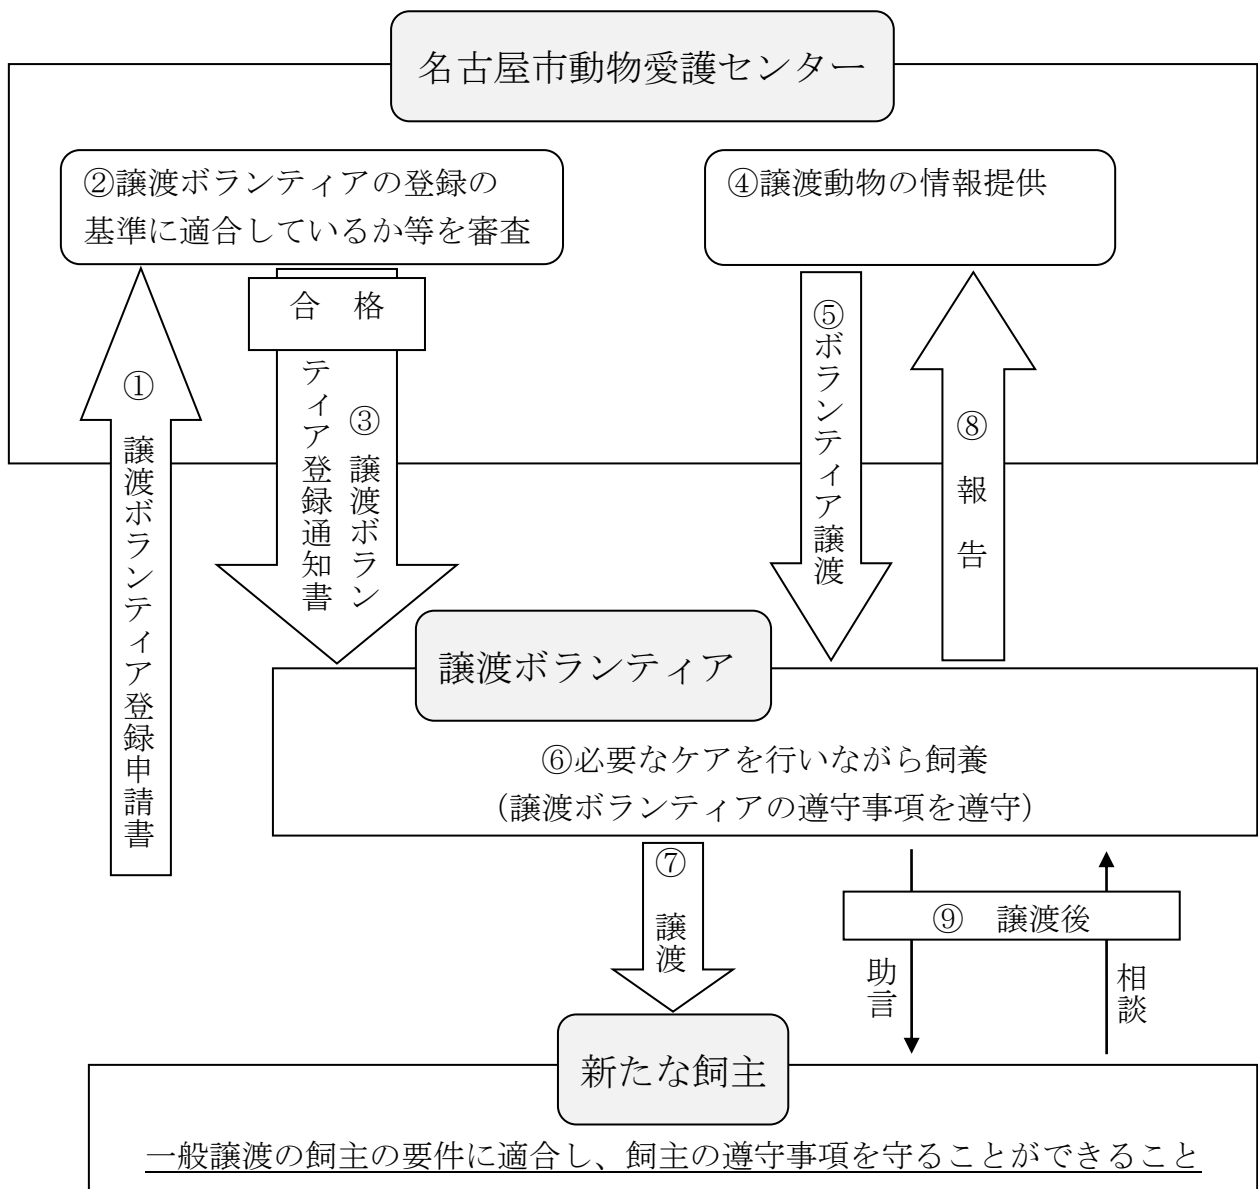 名古屋市動物愛護センター
②譲渡ボランティアの登録の
基準に適合しているか等を審査
④譲渡動物の情報提供
合　格
① 譲渡ボランティア登録申請書
③ 譲渡ボラン
ティア登録通知書
⑤ボランティア譲渡
⑧ 報 告
譲渡ボランティア
⑥必要なケアを行いながら飼養
（譲渡ボランティアの遵守事項を遵守）
⑦ 譲渡
⑨　譲渡後
助言
相談
新たな飼主
一般譲渡の飼主の要件に適合し、飼主の遵守事項を守ることができること